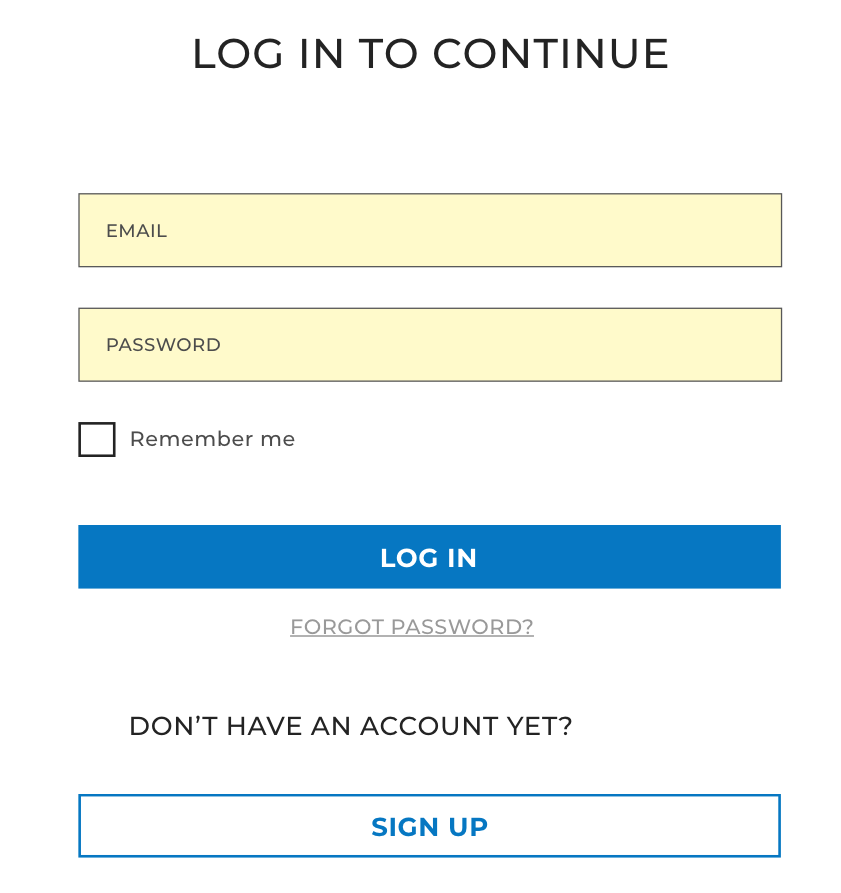 LOG IN TO CONTINUE
EMAIL
PASSWORD
Remember me
LOG IN
FORGOT PASSWORD?
DON’T HAVE AN ACCOUNT YET?
SIGN UP